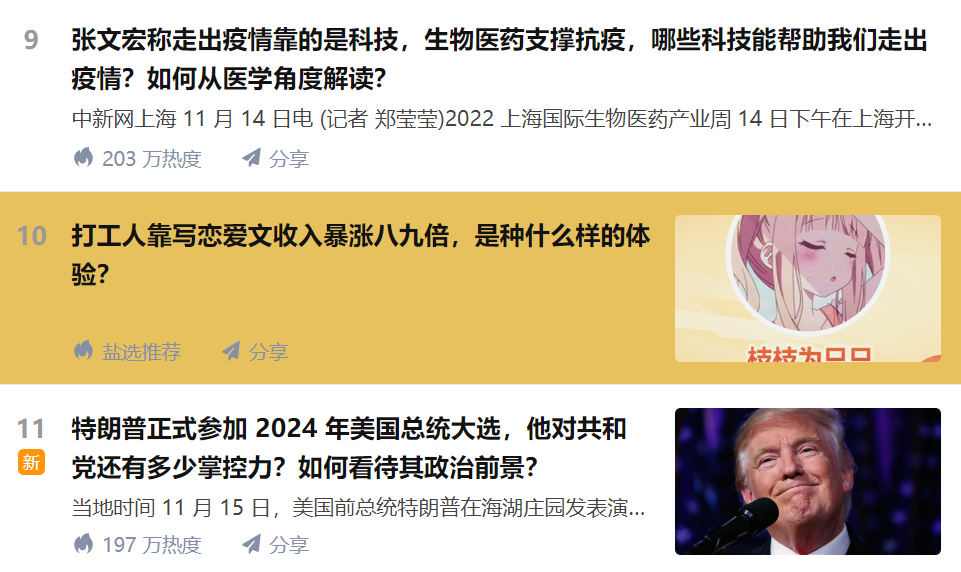 9
张文宏称走出疫情靠的是科技，生物医药支撑抗疫，哪些科技能帮助我们走出
疫情？如何从医学角度解读？
中新网上海 11 月 14 日电 (记者 郑莹莹)2022 上海国际生物医药产业周 14 日下午在上海开...
203 万热度 分享
10
打工人靠写恋爱文收入暴涨八九倍，是种什么样的体
验？
盐选推荐 分享
枝枝为只只
11
新
特朗普正式参加 2024 年美国总统大选，他对共和
党还有多少掌控力？如何看待其政治前景？
当地时间 11 月 15 日，美国前总统特朗普在海湖庄园发表演...
197 万热度 分享